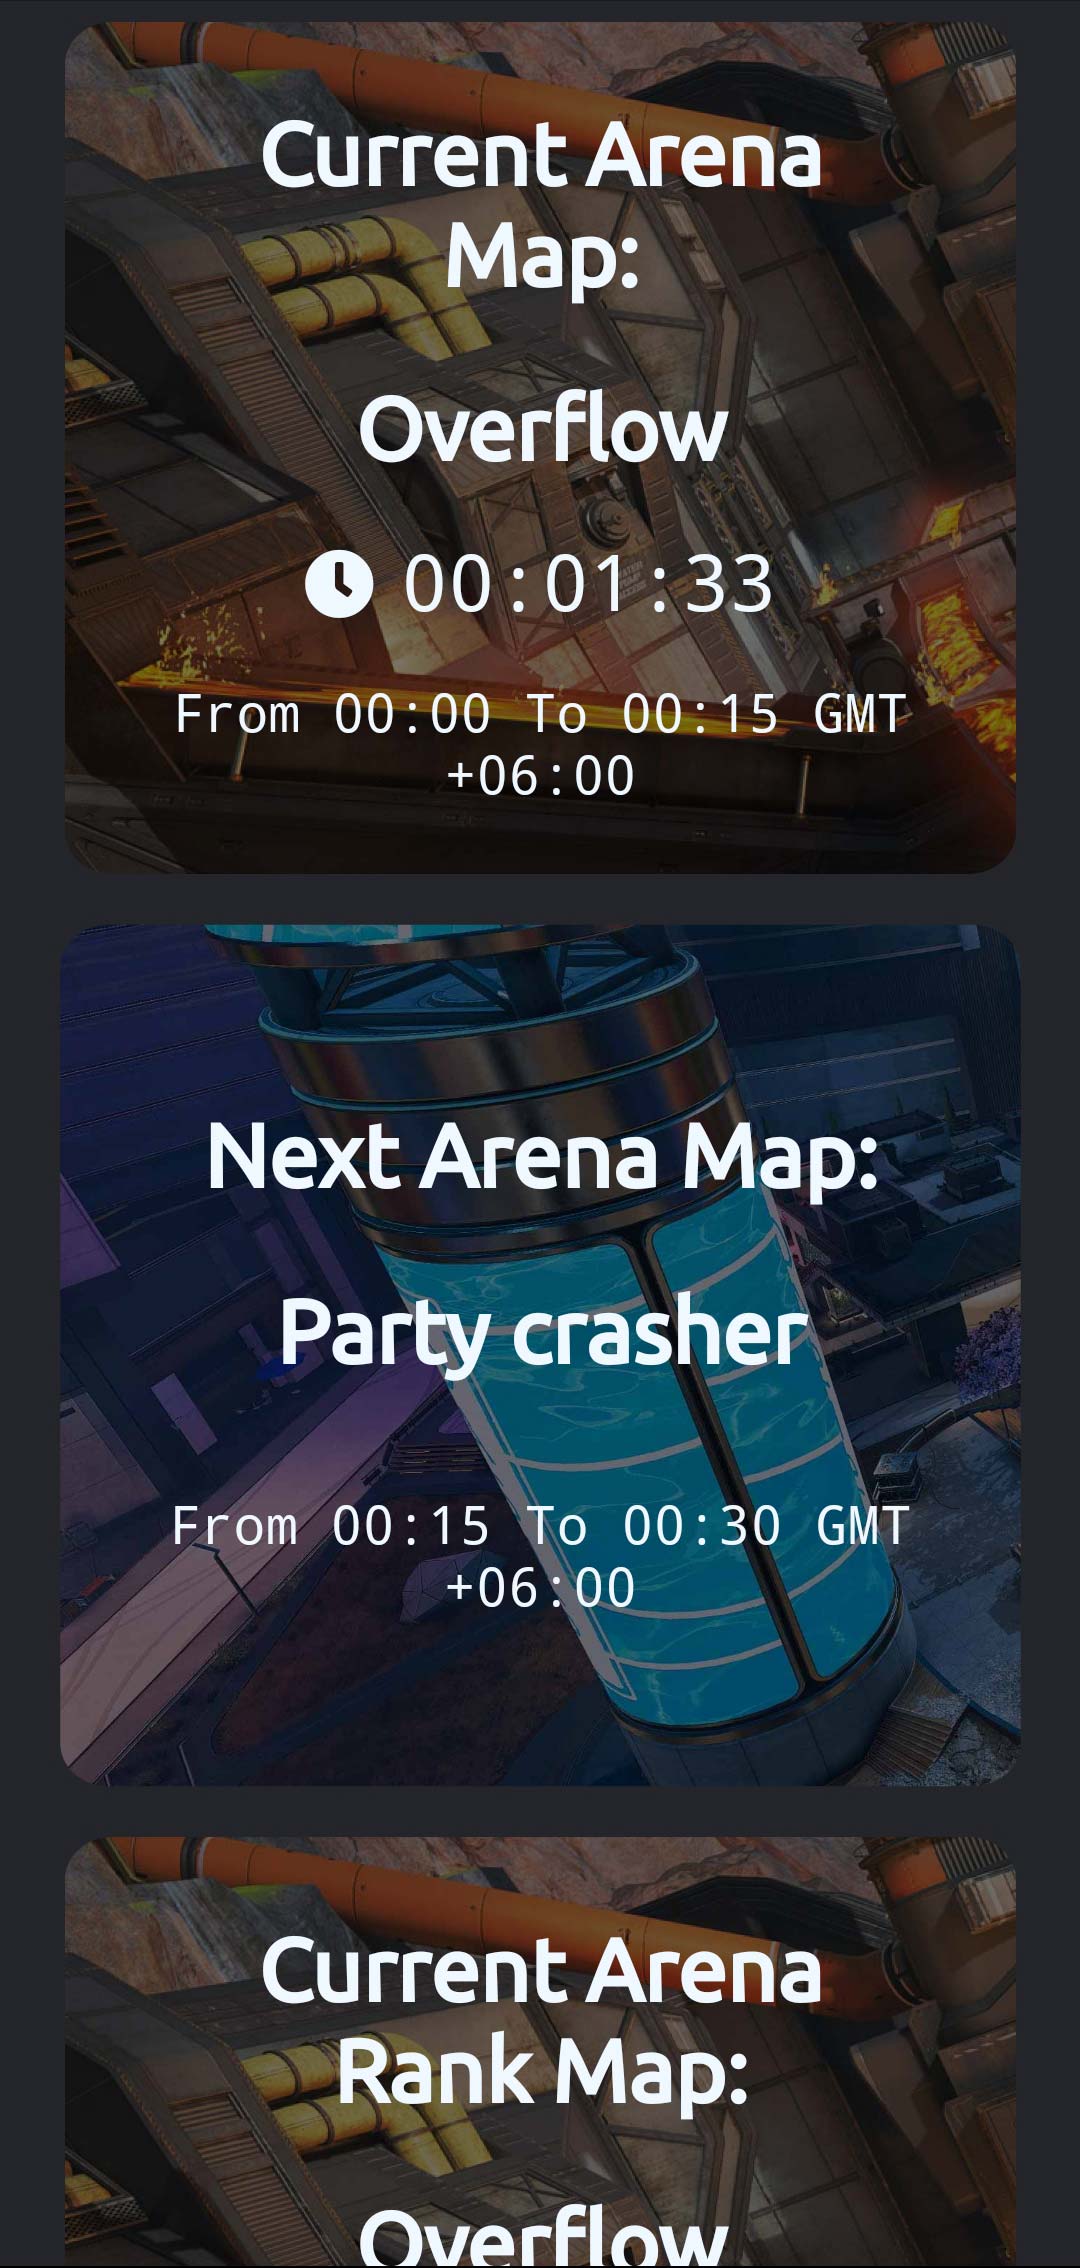 Current Arena
Map:
Overflow
00:01:33
From 00:00 To 00:15 GMT
+06:00
Next Arena Map:
Party crasher
From 00:15 To 00:30 GMT
+06:00
Current Arena
Rank Map:
Overflow